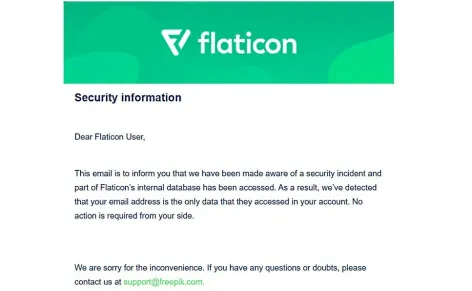 flaticon
Security information
Dear Flaticon User,
This email is to inform you that we have been made aware of a security incident and
part of Flaticon's internal database has been accessed. As a result, we've detected
that your email address is the only data that they accessed in your account. No
action is required from your side.
We are sorry for the inconvenience. If you have any questions or doubts, please
contact us at support@freepik.com.